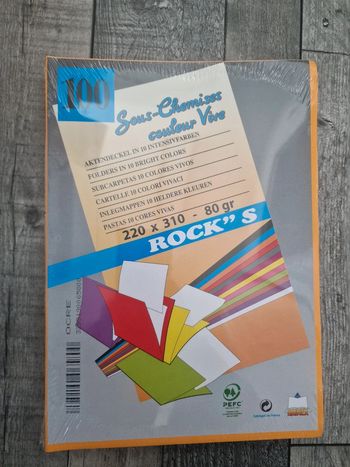 100
Sous-Chemises
couleur Vive
AKTENDECKEL IN 10 INTENSIVFARBEN
FOLDERS IN 10 BRIGHT COLORS
SUBCARPETAS 10 COLORES VIVOS
CARTELLE 10 COLORI VIVACI
INLEGMAPPEN 10 HELDERE KLEUREN
PASTAS 10 CORES VIVAS
220 x 310 - 80 gr
ROCK" S
OCRE
PEFC